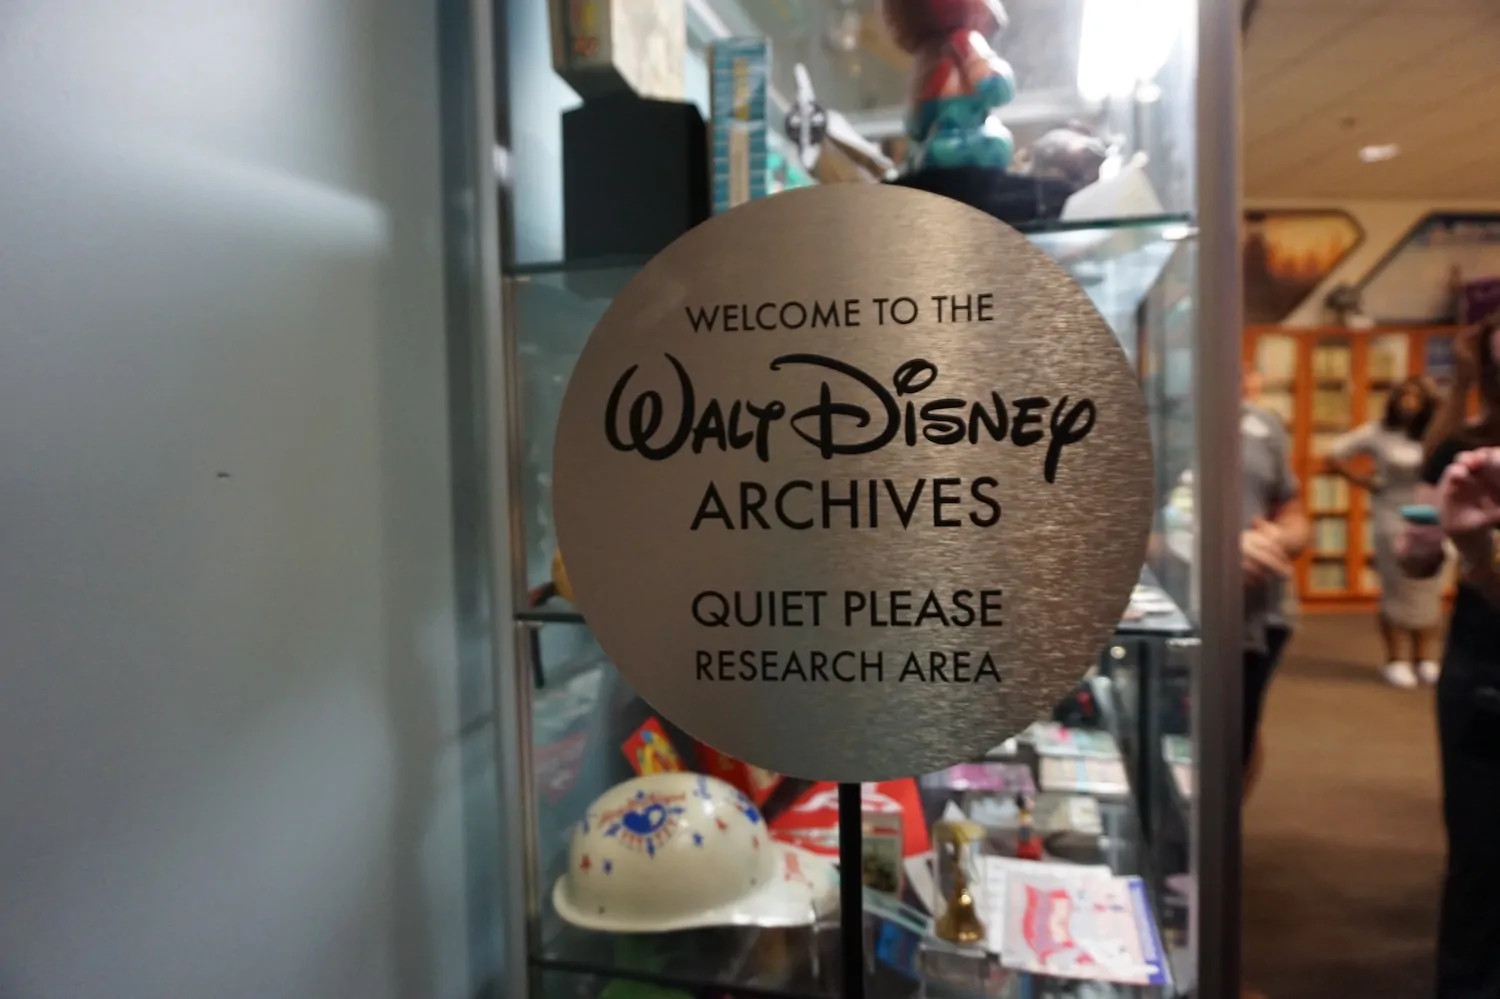 WELCOME TO THE
WALT DISNEY
ARCHIVES
QUIET PLEASE
RESEARCH AREA